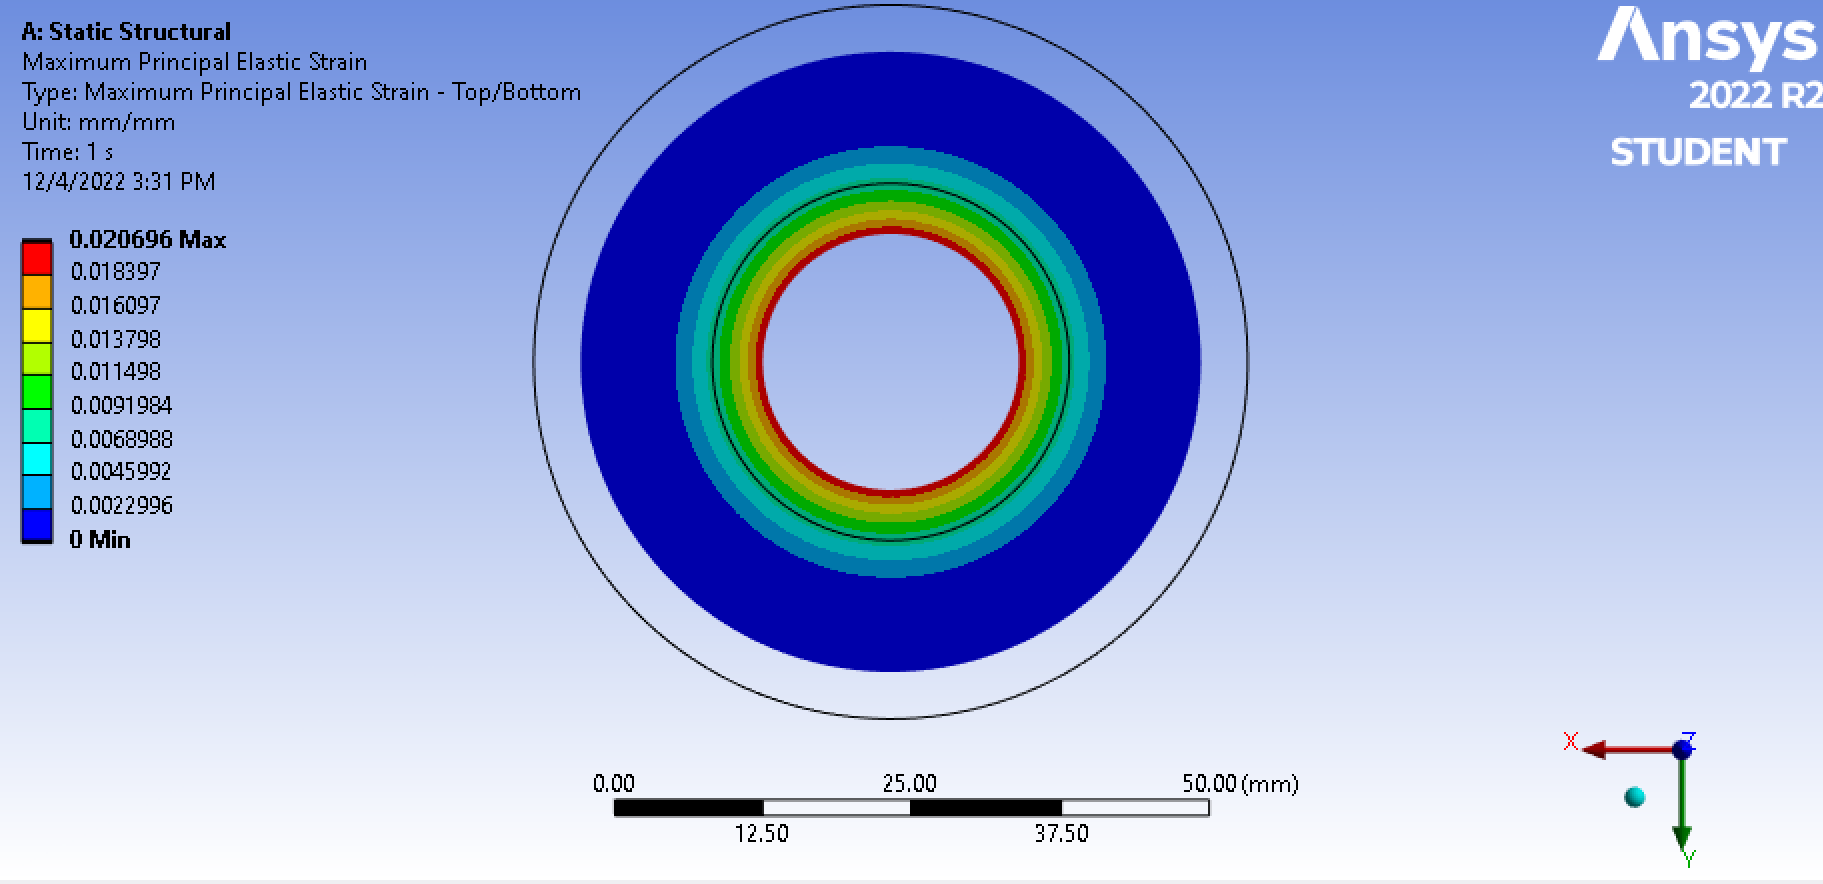 A: Static Structural
Maximum Principal Elastic Strain
Type: Maximum Principal Elastic Strain - Top/Bottom
Unit: mm/mm
Time: 1 s
12/4/2022 3:31 PM
Ansys
2022 R2
STUDENT
0.020696 Max
0.018397
0.016097
0.013798
0.011498
0.0091984
0.0068988
0.0045992
0.0022996
0 Min
0.00 25.00 50.00 (mm)
12.50 37.50
X Z
Y